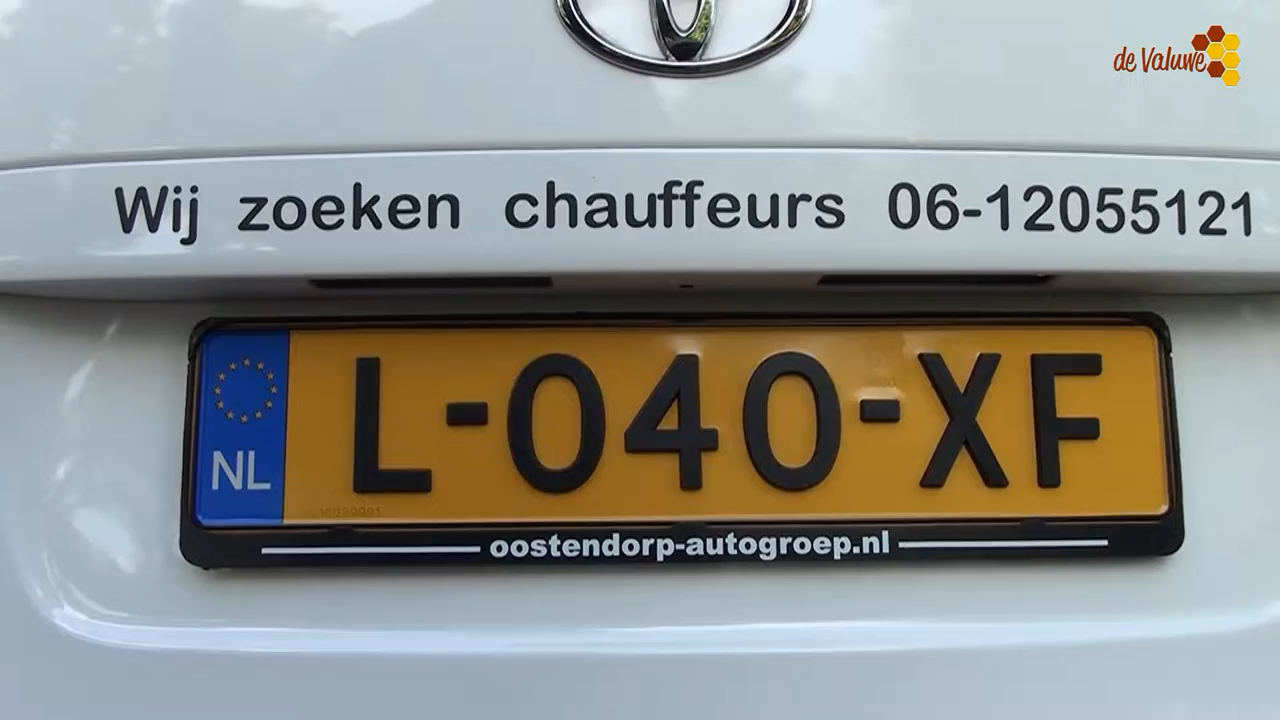 de Valuwe
Wij zoeken chauffeurs 06-12055121
NL L-040-XF
oostendorp-autogroep.nl